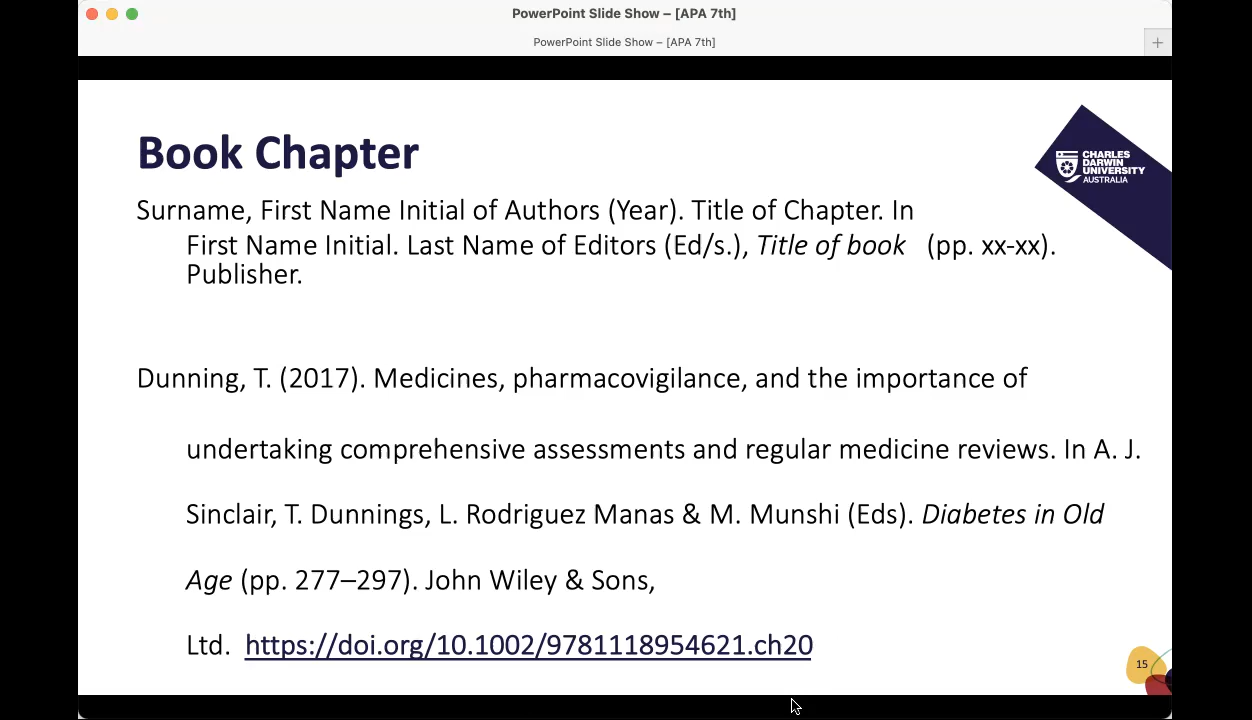 PowerPoint Slide Show – [APA 7th]
PowerPoint Slide Show – [APA 7th]
Book Chapter
CHARLES
DARWIN
UNIVERSITY
AUSTRALIA
Surname, First Name Initial of Authors (Year). Title of Chapter. In
First Name Initial. Last Name of Editors (Ed/s.), Title of book (pp. xx-xx).
Publisher.
Dunning, T. (2017). Medicines, pharmacovigilance, and the importance of
undertaking comprehensive assessments and regular medicine reviews. In A. J.
Sinclair, T. Dunnings, L. Rodriguez Manas & M. Munshi (Eds). Diabetes in Old
Age (pp. 277–297). John Wiley & Sons,
Ltd. https://doi.org/10.1002/9781118954621.ch20
15